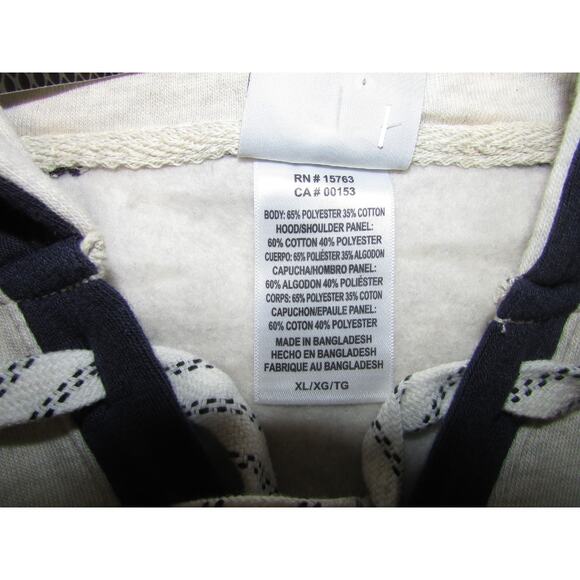 RN # 15763
CA # 00153
BODY: 65% POLYESTER 35% COTTON
HOOD/SHOULDER PANEL:
60% COTTON 40% POLYESTER
CUERPO: 65% POLIÉSTER 35% ALGODON
CAPUCHA/HOMBRO PANEL:
60% ALGODON 40% POLIÉSTER
CORPS: 65% POLYESTER 35% COTON
CAPUCHON/EPAULE PANEL:
60% COTON 40% POLYESTER
MADE IN BANGLADESH
HECHO EN BANGLADESH
FABRIQUE AU BANGLADESH
XL/XG/TG